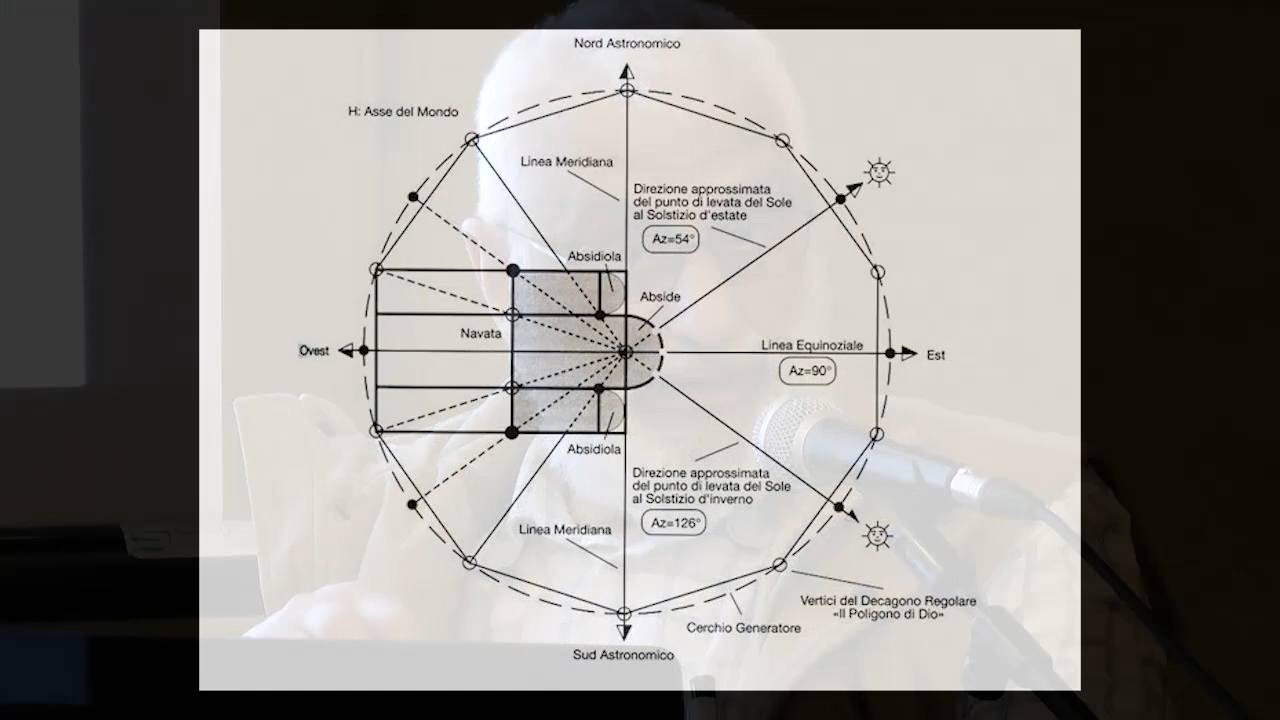 Nord Astronomico
H: Asse del Mondo
Linea Meridiana
Direzione approssimata
del punto di levata del Sole
al Solstizio d'estate
Az=54°
Absidiola
Abside
Navata
Linea Equinoziale
Ovest
Est
Az=90°
Absidiola
Direzione approssimata
del punto di levata del Sole
al Solstizio d'inverno
Az=126°
Linea Meridiana
Vertici del Decagono Regolare
«Il Poligono di Dio»
Cerchio Generatore
Sud Astronomico